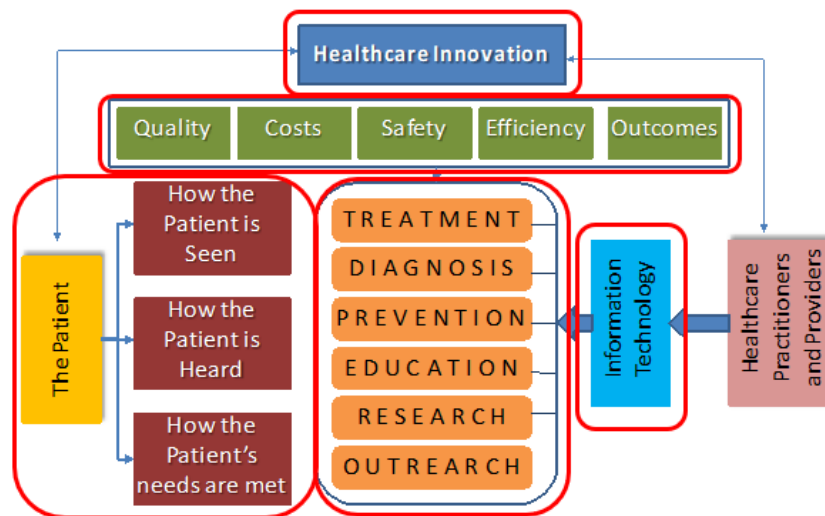 Healthcare Innovation
Quality
Costs
Safety
Efficiency
Outcomes
How the
Patient is
Seen
How the
Patient is
Heard
How the
Patient's
needs are met
The Patient
TREATMENT
DIAGNOSIS
PREVENTION
EDUCATION
RESEARCH
OUTREARCH
Information
Technology
Healthcare
Practitioners
and Providers